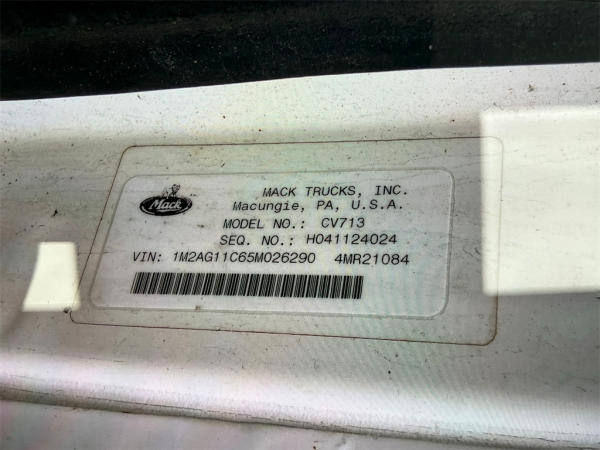 Mack
MACK TRUCKS, INC.
Macungie, PA, U.S.A.
MODEL NO.: CV713
SEQ. NO.: H041124024
VIN: 1M2AG11C65M026290 4MR21084